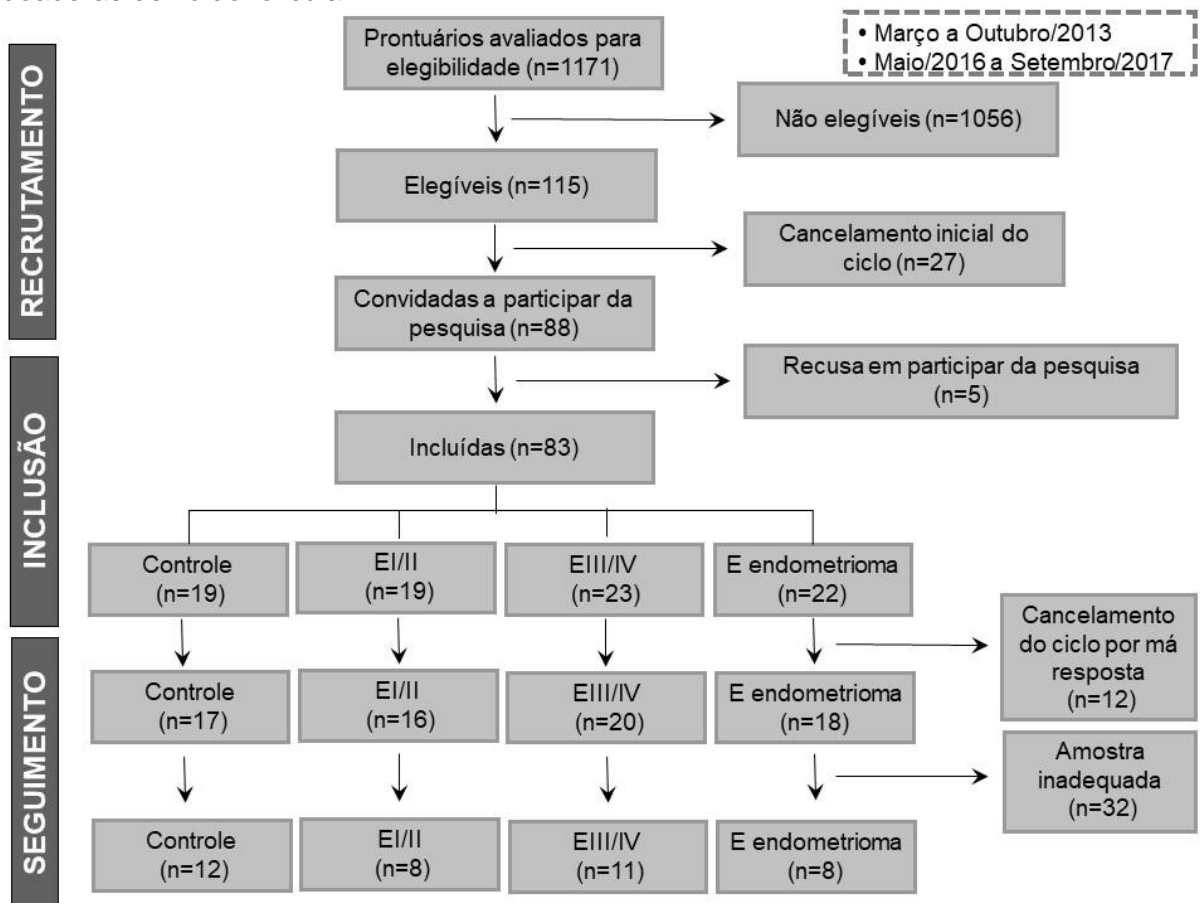 Prontuários avaliados para
elegibilidade (n=1171)
• Março a Outubro/2013
• Maio/2016 a Setembro/2017
RECRUTAMENTO
Não elegíveis (n=1056)
Elegíveis (n=115)
Cancelamento inicial do
ciclo (n=27)
Convidadas a participar da
pesquisa (n=88)
INCLUSÃO
Recusa em participar da pesquisa
(n=5)
Incluídas (n=83)
Controle
(n=19)
EI/II
(n=19)
EIII/IV
(n=23)
E endometrioma
(n=22)
Cancelamento
do ciclo por má
resposta
(n=12)
SEGUIMENTO
Controle
(n=17)
EI/II
(n=16)
EIII/IV
(n=20)
E endometrioma
(n=18)
Amostra
inadequada
(n=32)
Controle
(n=12)
EI/II
(n=8)
EIII/IV
(n=11)
E endometrioma
(n=8)